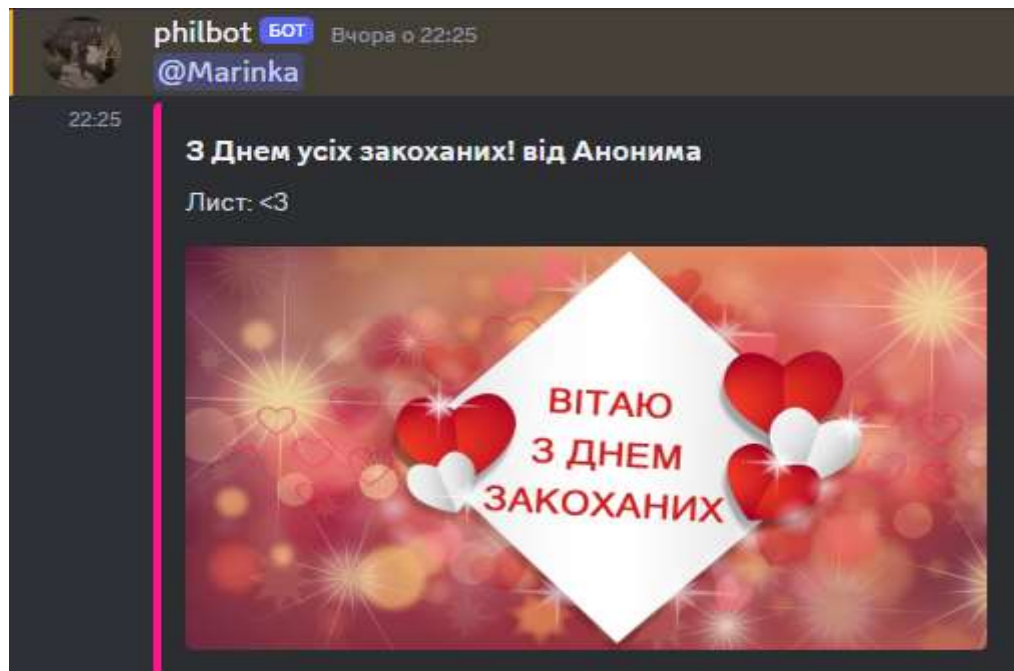 philbot БОТ Вчора о 22:25
@Marinka
22:25
З Днем усіх закоханих! від Анонима
Лист: <3
ВІТАЮ
З ДНЕМ
ЗАКОХАНИХ